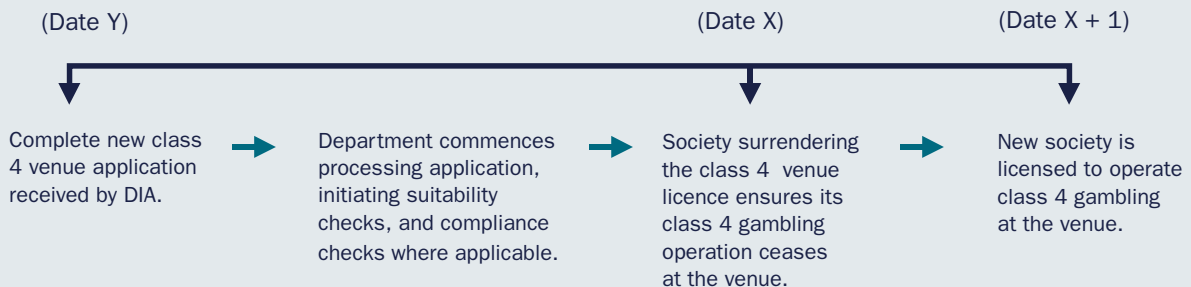 (Date Y)
(Date X)
(Date X + 1)
Complete new class
4 venue application
received by DIA.
Department commences
processing application,
initiating suitability
checks, and compliance
checks where applicable.
Society surrendering
the class 4 venue
licence ensures its
class 4 gambling
operation ceases
at the venue.
New society is
licensed to operate
class 4 gambling
at the venue.